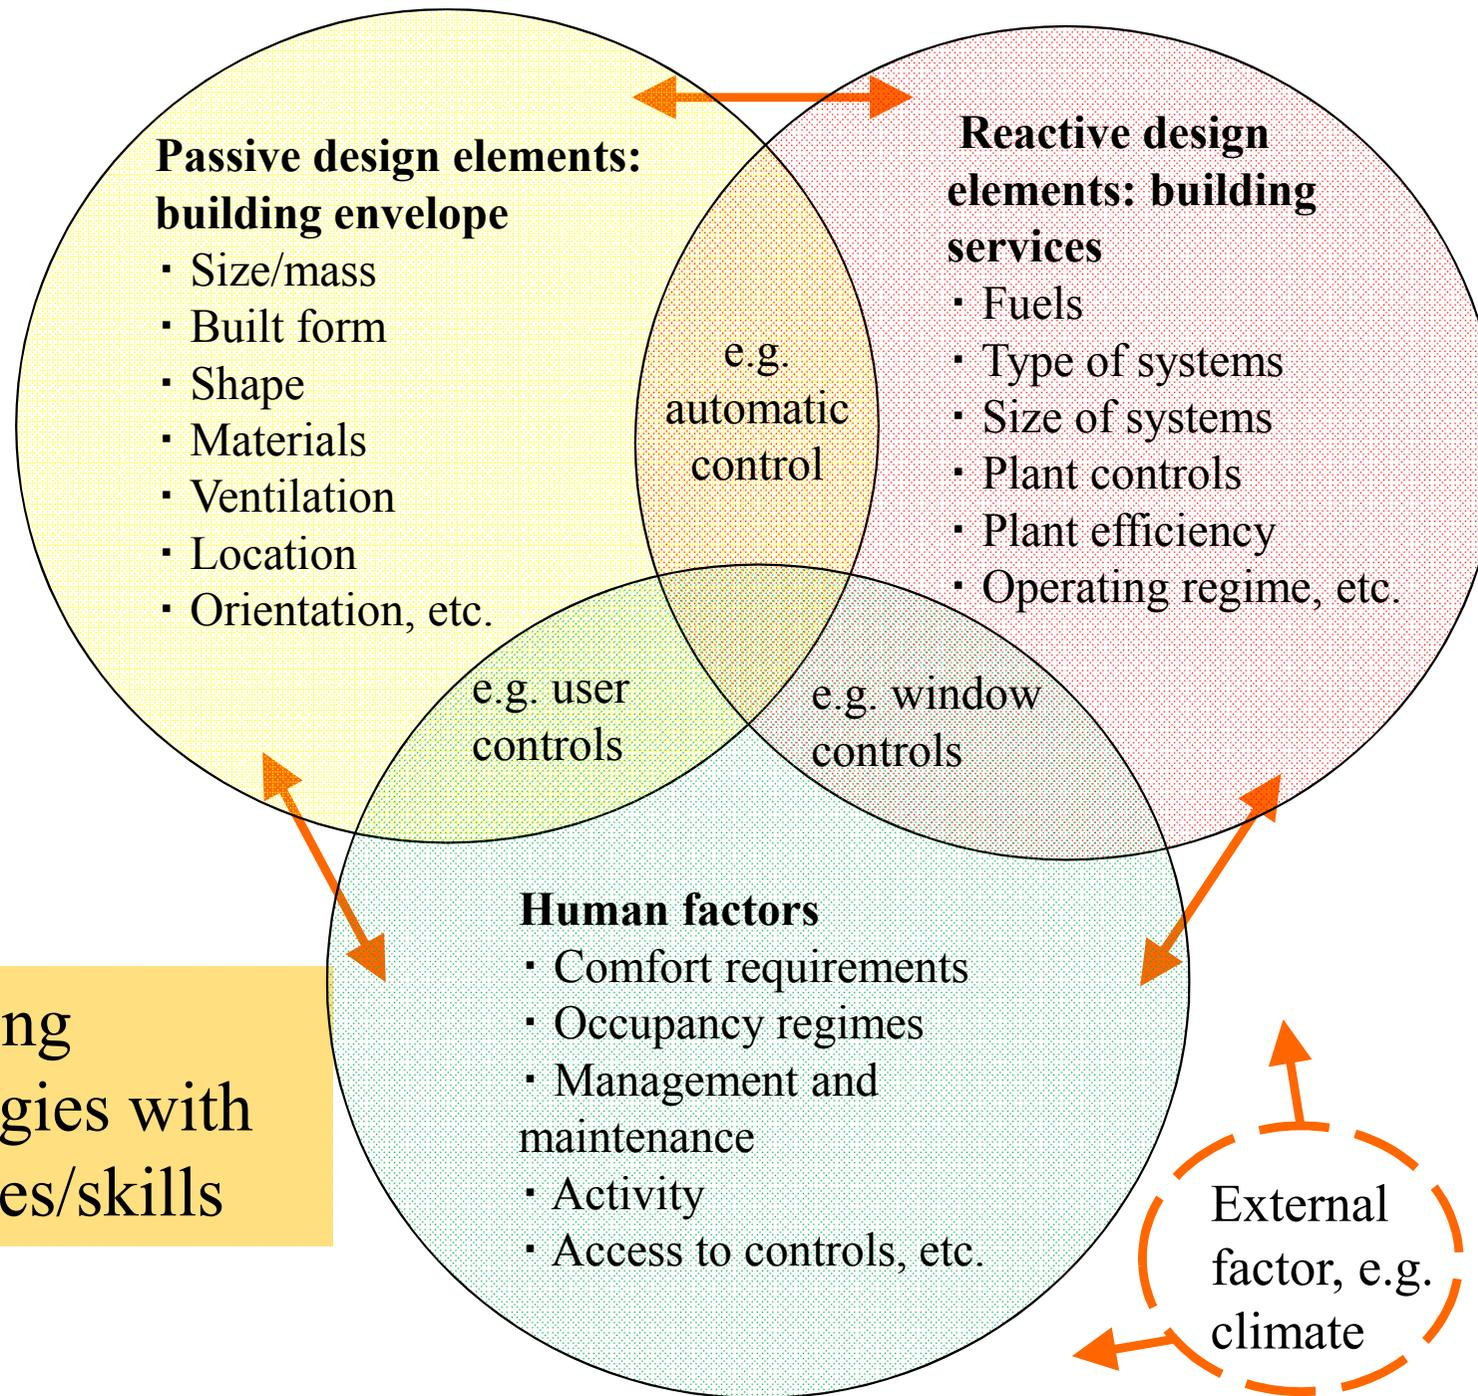 Passive design elements:
building envelope
▪ Size/mass
▪ Built form
▪ Shape
▪ Materials
▪ Ventilation
▪ Location
▪ Orientation, etc.
Reactive design
elements: building
services
▪ Fuels
▪ Type of systems
▪ Size of systems
▪ Plant controls
▪ Plant efficiency
▪ Operating regime, etc.
e.g.
automatic
control
e.g. user
controls
e.g. window
controls
Human factors
▪ Comfort requirements
▪ Occupancy regimes
▪ Management and
maintenance
▪ Activity
▪ Access to controls, etc.
ng
gies with
es/skills
External
factor, e.g.
climate